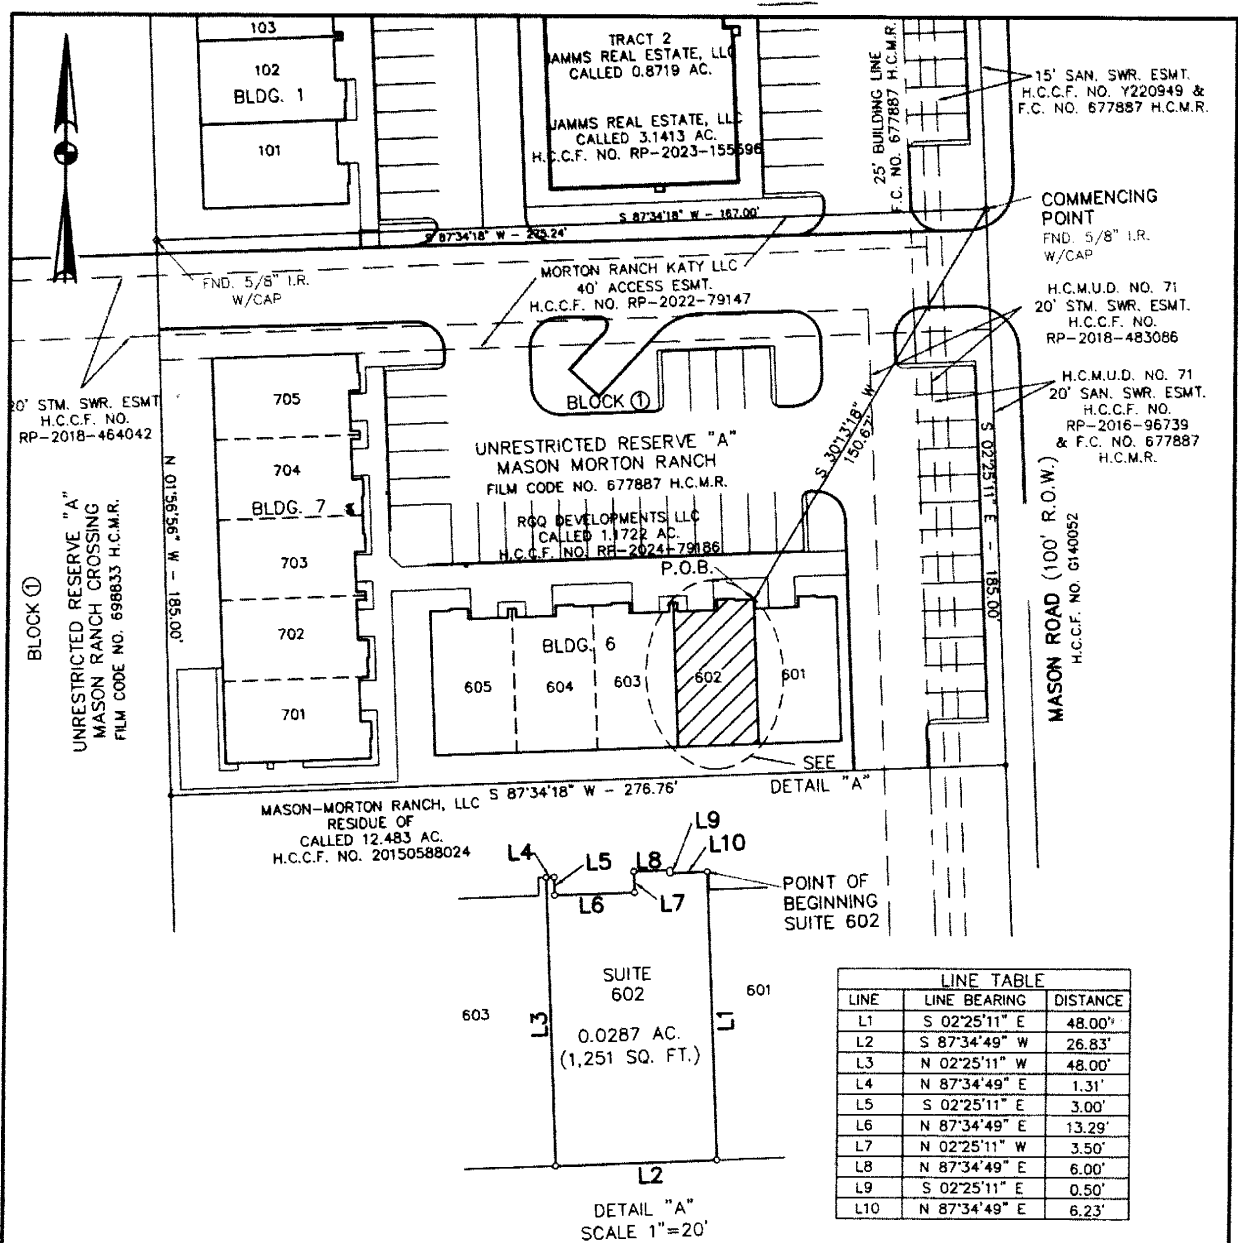 103
102
BLDG. 1
101
TRACT 2
JAMMS REAL ESTATE, LLC
CALLED 0.8719 AC.
JAMMS REAL ESTATE, LLC
CALLED 3.1413 AC.
H.C.C.F. NO. RP-2023-155696
25' BUILDING LINE
F.C. NO. 677887 H.C.M.R.
15' SAN. SWR. ESMT.
H.C.C.F. NO. Y220949 &
F.C. NO. 677887 H.C.M.R.
COMMENCING
POINT
FND. 5/8" I.R.
W/CAP
S 87°34'18" W - 167.00'
S 87°34'18" W - 275.24'
FND. 5/8" I.R.
W/CAP
MORTON RANCH KATY LLC
40' ACCESS ESMT.
H.C.C.F. NO. RP-2022-79147
H.C.M.U.D. NO. 71
20' STM. SWR. ESMT.
H.C.C.F. NO.
RP-2018-483086
H.C.M.U.D. NO. 71
20' SAN. SWR. ESMT.
H.C.C.F. NO.
RP-2016-96739
& F.C. NO. 677887
H.C.M.R.
20' STM. SWR. ESMT
H.C.C.F. NO.
RP-2018-464042
705
704
BLDG. 7
703
702
701
BLOCK ①
UNRESTRICTED RESERVE "A"
MASON MORTON RANCH
FILM CODE NO. 677887 H.C.M.R.
RGQ DEVELOPMENTS LLC
CALLED 1.1722 AC.
H.C.C.F. NO. RP-2024-79186
P.O.B.
S 30°13'18" W
150.67'
S 02°25'11" E - 185.00'
MASON ROAD (100' R.O.W.)
H.C.C.F. NO. G140052
N 01°56'56" W - 185.00'
BLOCK ①
UNRESTRICTED RESERVE "A"
MASON RANCH CROSSING
FILM CODE NO. 698833 H.C.M.R.
BLDG. 6
605
604
603
602
601
SEE
DETAIL "A"
S 87°34'18" W - 276.76'
MASON-MORTON RANCH, LLC
RESIDUE OF
CALLED 12.483 AC.
H.C.C.F. NO. 20150588024
L4
L5
L6
L7
L8
L9
L10
POINT OF
BEGINNING
SUITE 602
603
L3
SUITE
602
0.0287 AC.
(1,251 SQ. FT.)
L1
601
L2
DETAIL "A"
SCALE 1"=20'
LINE TABLE
LINE LINE BEARING DISTANCE
L1 S 02°25'11" E 48.00'
L2 S 87°34'49" W 26.83'
L3 N 02°25'11" W 48.00'
L4 N 87°34'49" E 1.31'
L5 S 02°25'11" E 3.00'
L6 N 87°34'49" E 13.29'
L7 N 02°25'11" W 3.50'
L8 N 87°34'49" E 6.00'
L9 S 02°25'11" E 0.50'
L10 N 87°34'49" E 6.23'